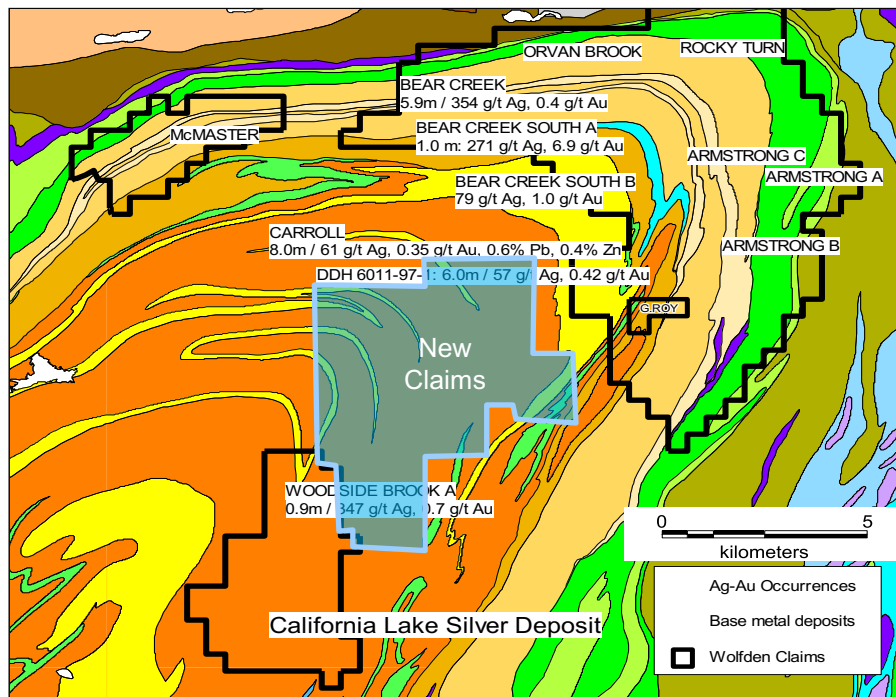 ORVAN BROOK
ROCKY TURN
BEAR CREEK
5.9m / 354 g/t Ag, 0.4 g/t Au
McMASTER
BEAR CREEK SOUTH A
1.0 m: 271 g/t Ag, 6.9 g/t Au
ARMSTRONG C
ARMSTRONG A
BEAR CREEK SOUTH B
79 g/t Ag, 1.0 g/t Au
CARROLL
8.0m / 61 g/t Ag, 0.35 g/t Au, 0.6% Pb, 0.4% Zn
ARMSTRONG B
DDH 6011-97-1: 6.0m / 57 g/t Ag, 0.42 g/t Au
G.ROY
New
Claims
WOODSIDE BROOK A
0.9m / 347 g/t Ag, 0.7 g/t Au
0 5
kilometers
Ag-Au Occurrences
Base metal deposits
Wolfden Claims
California Lake Silver Deposit